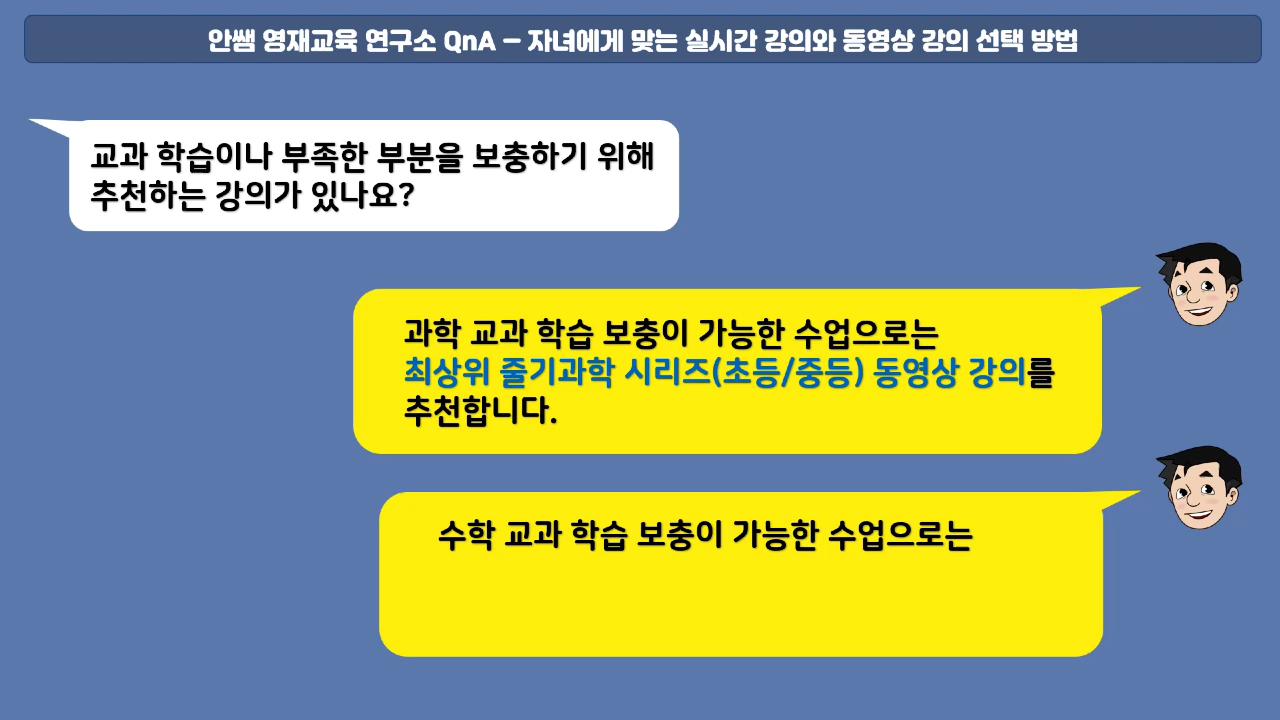 안쌤 영재교육 연구소 QnA – 자녀에게 맞는 실시간 강의와 동영상 강의 선택 방법
교과 학습이나 부족한 부분을 보충하기 위해
추천하는 강의가 있나요?
과학 교과 학습 보충이 가능한 수업으로는
최상위 줄기과학 시리즈(초등/중등) 동영상 강의를
추천합니다.
수학 교과 학습 보충이 가능한 수업으로는